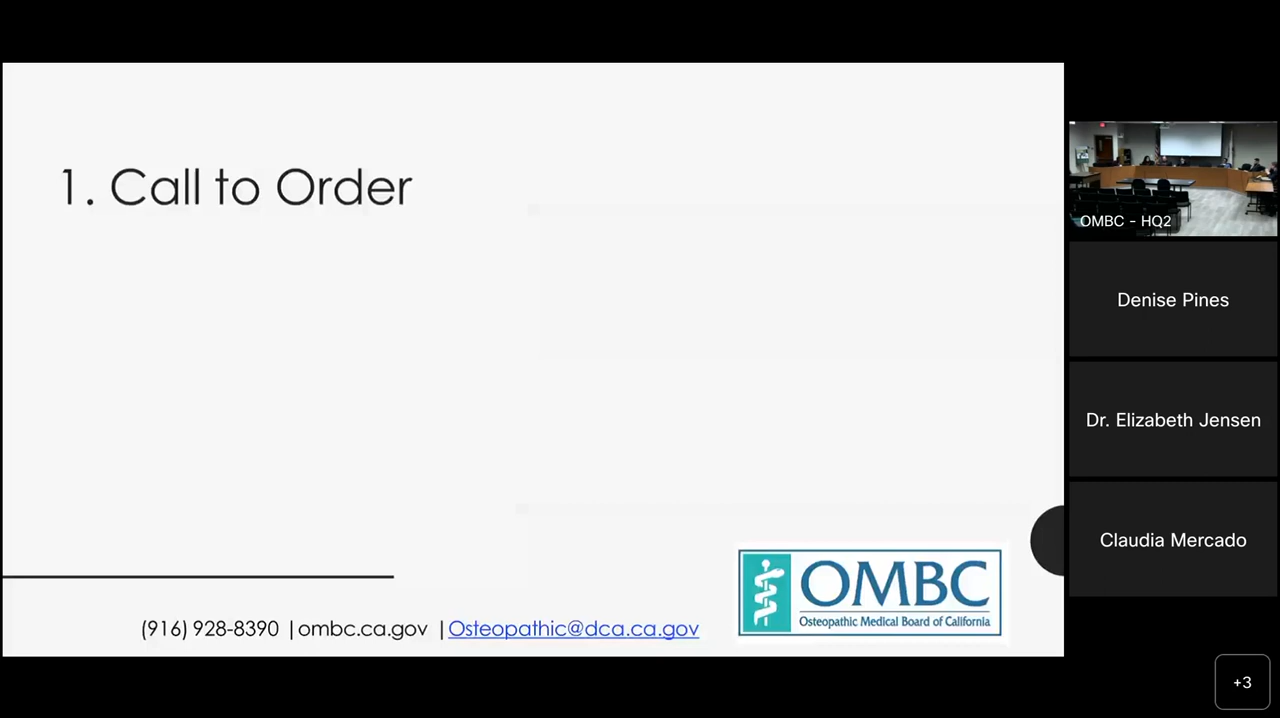 1. Call to Order
(916) 928-8390 | ombc.ca.gov | Osteopathic@dca.ca.gov
OMBC
Osteopathic Medical Board of California
OMBC - HQ2
Denise Pines
Dr. Elizabeth Jensen
Claudia Mercado
+3